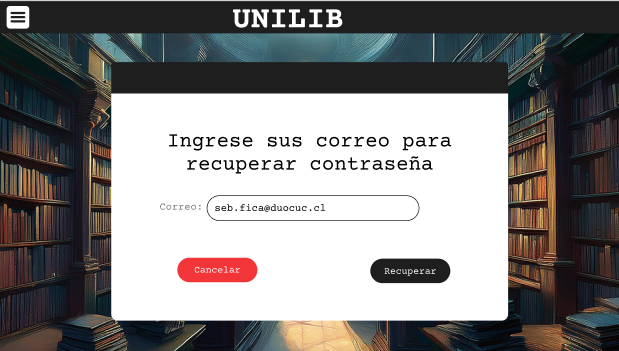 UNILIB
Ingrese sus correo para
recuperar contraseña
Correo: seb.fica@duocuc.cl
Cancelar Recuperar